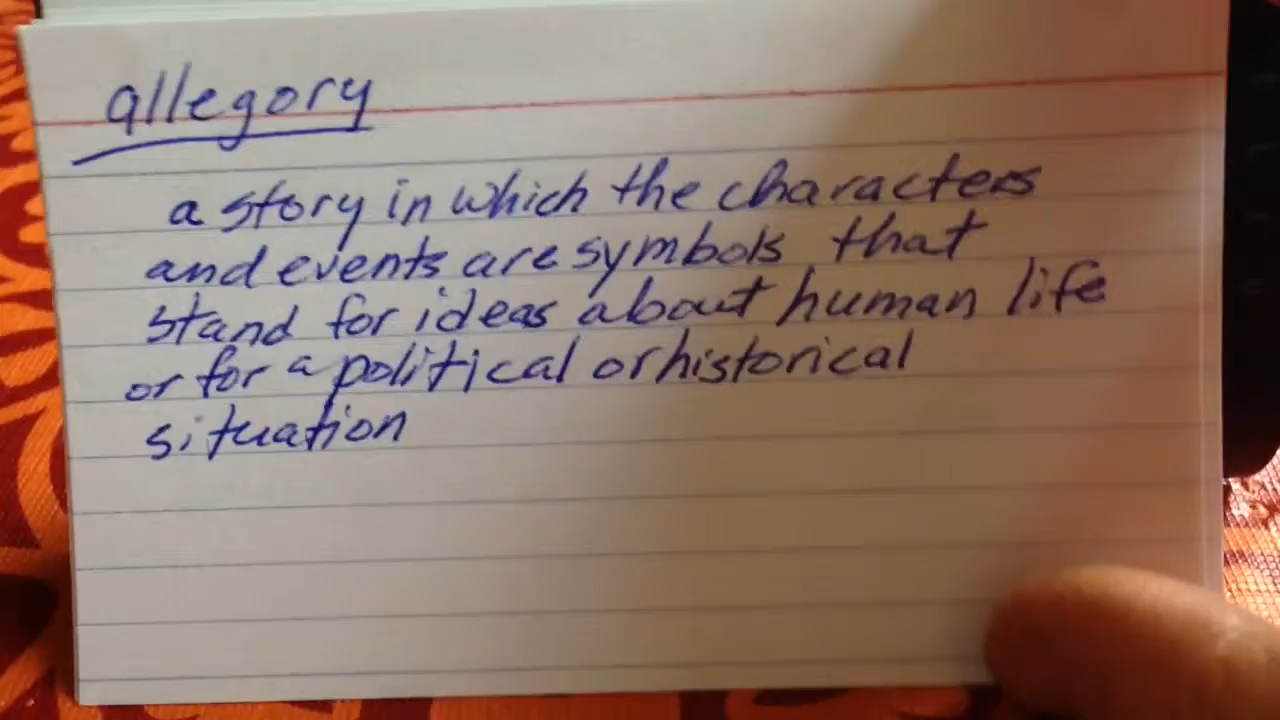 allegory
a story in which the characters
and events are symbols that
stand for ideas about human life
or for a political or historical
situation